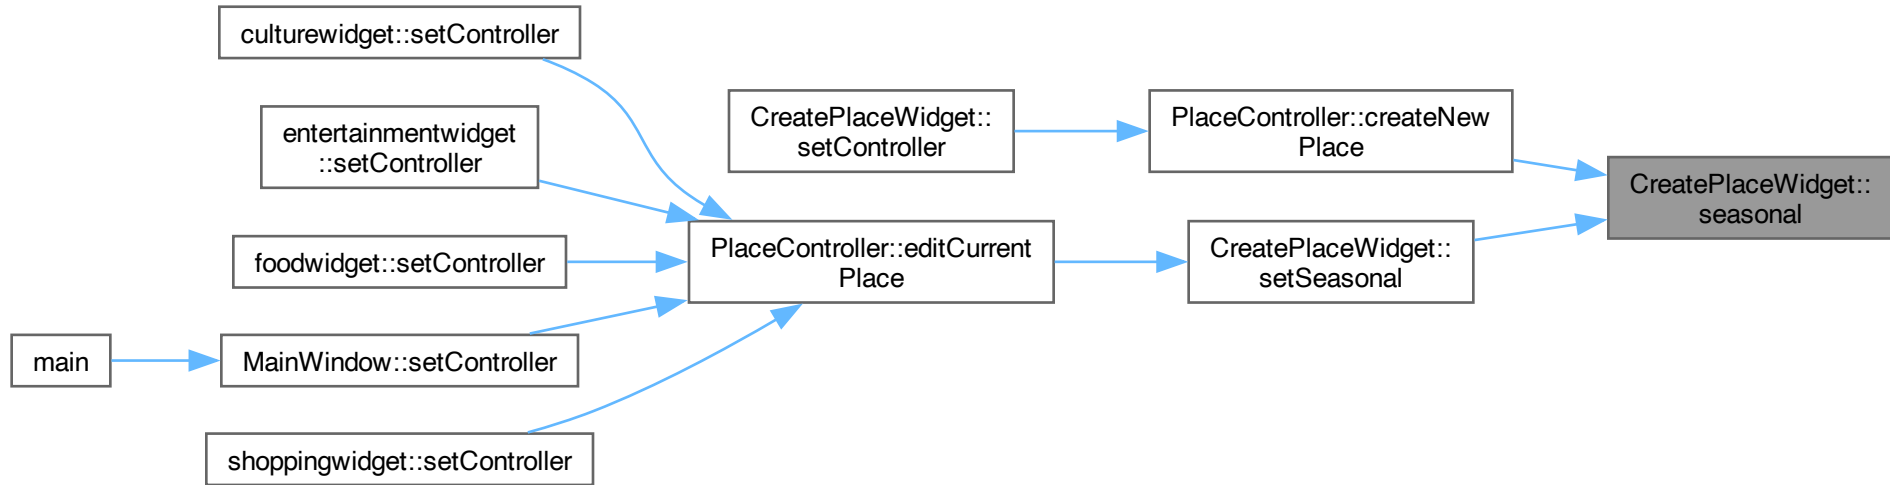 culturewidget::setController
entertainmentwidget
::setController
foodwidget::setController
main
MainWindow::setController
shoppingwidget::setController
CreatePlaceWidget::
setController
PlaceController::editCurrent
Place
PlaceController::createNew
Place
CreatePlaceWidget::
setSeasonal
CreatePlaceWidget::
seasonal